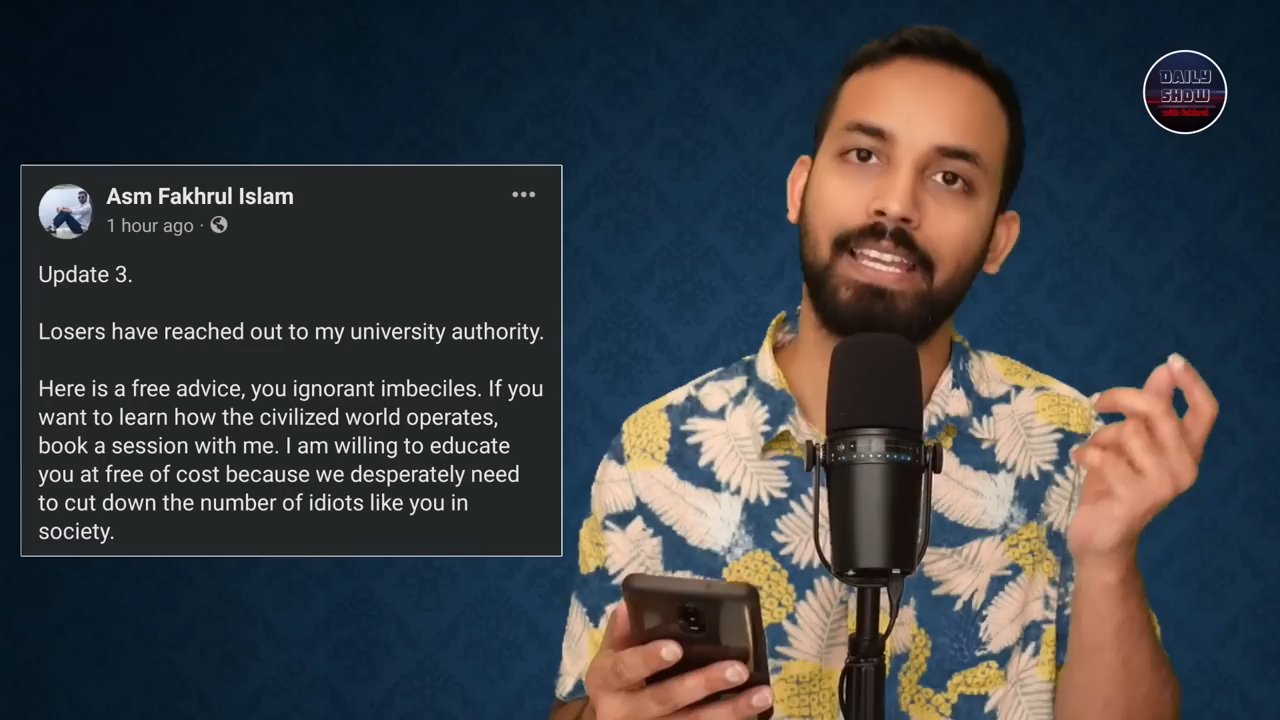 Asm Fakhrul Islam
1 hour ago ·
Update 3.
Losers have reached out to my university authority.
Here is a free advice, you ignorant imbeciles. If you
want to learn how the civilized world operates,
book a session with me. I am willing to educate
you at free of cost because we desperately need
to cut down the number of idiots like you in
society.
DAILY
SHOW
with fakhrul